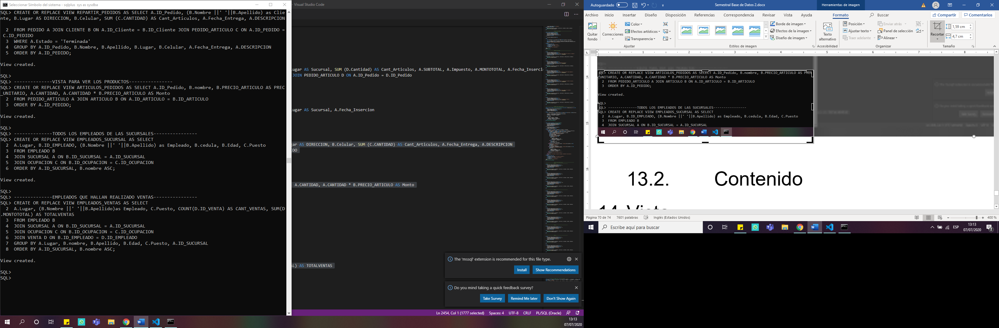 Seleccionar Símbolo del sistema - sqlplus  sys as sysdba
SQL> CREATE OR REPLACE VIEW REPARTIR_PEDIDOS AS SELECT A.ID_Pedido, (B.Nombre ||' '||B.Apellido) as Clie
nte, B.Lugar AS DIRECCION, B.Celular, SUM (C.CANTIDAD) AS Cant_Articulos, A.Fecha_Entrega, A.DESCRIPCION
2  FROM PEDIDO A JOIN CLIENTE B ON A.ID_Cliente = B.ID_Cliente JOIN PEDIDO_ARTICULO C ON A.ID_PEDIDO =
C.ID_PEDIDO
3  WHERE A.Estado = 'Terminada'
4  GROUP BY A.ID_Pedido, B.Nombre, B.Apellido, B.Lugar, B.Celular, A.Fecha_Entrega, A.DESCRIPCION
5  ORDER BY A.ID_PEDIDO;
View created.
SQL>
SQL> --------------VISTA PARA VER LOS PRODUCTOS----------------
SQL> CREATE OR REPLACE VIEW ARTICULOS_PEDIDOS AS SELECT A.ID_Pedido, B.nombre, B.PRECIO_ARTICULO AS PREC
_UNITARIO, A.CANTIDAD, A.CANTIDAD * B.PRECIO_ARTICULO AS Monto
2  FROM PEDIDO_ARTICULO A JOIN ARTICULO B ON A.ID_ARTICULO = B.ID_ARTICULO
3  ORDER BY A.ID_PEDIDO;
View created.
SQL>
SQL> --------------TODOS LOS EMPLEADOS DE LAS SUCURSALES----------------
SQL> CREATE OR REPLACE VIEW EMPLEADOS_SUCURSAL AS SELECT
2  A.Lugar, B.ID_EMPLEADO, (B.Nombre ||' '||B.Apellido) as Empleado, B.cedula, B.Edad, C.Puesto
3  FROM EMPLEADO B
4  JOIN SUCURSAL A ON B.ID_SUCURSAL = A.ID_SUCURSAL
5  JOIN OCUPACION C ON B.ID_OCUPACION = C.ID_OCUPACION
6  ORDER BY A.ID_SUCURSAL, B.nombre ASC;
View created.
SQL>
SQL> --------------EMPLEADOS QUE HALLAN REALIZADO VENTAS----------------
SQL> CREATE OR REPLACE VIEW EMPLEADOS_VENTAS AS SELECT
2  A.Lugar, (B.Nombre ||' '||B.Apellido)as Empleado, C.Puesto, COUNT(D.ID_VENTA) AS CANT_VENTAS, SUM(D
.MONTOTOTAL) AS TOTALVENTAS
3  FROM EMPLEADO B
4  JOIN SUCURSAL A ON B.ID_SUCURSAL = A.ID_SUCURSAL
5  JOIN OCUPACION C ON B.ID_OCUPACION = C.ID_OCUPACION
6  JOIN VENTA D ON B.ID_EMPLEADO = D.ID_EMPLEADO
7  GROUP BY A.Lugar, B.nombre, B.Apellido, B.Edad, C.Puesto, A.ID_SUCURSAL
8  ORDER BY A.ID_SUCURSAL, B.nombre ASC;
View created.
SQL>
SQL>
- Visual Studio Code
ugar AS Sucursal, SUM (D.Cantidad) AS Cant_Articulos, A.SUBTOTAL, A.Impuesto, A.MONTOTOTAL, A.Fecha_Insercio
JOIN PEDIDO_ARTICULO D ON A.ID_Pedido = D.ID_Pedido
ugar AS Sucursal, A.Fecha_Insercion
gar AS DIRECCION, B.Celular, SUM (C.CANTIDAD) AS Cant_Articulos, A.Fecha_Entrega, A.DESCRIPCION
DO
A.CANTIDAD, A.CANTIDAD * B.PRECIO_ARTICULO AS Monto
AL) AS TOTALVENTAS
The 'mssql' extension is recommended for this file type.
Install
Show Recommendations
Do you mind taking a quick feedback survey?
Take Survey
Remind Me later
Don't Show Again
Ln 2454, Col 1 (1777 selected)
Spaces: 4
UTF-8
CRLF
PL/SQL (Oracle)
13:13
07/07/2020
Autoguardado
Semestral Base de Datos 2.docx
Herramientas de imagen
Archivo
Inicio
Insertar
Diseño
Disposición
Referencias
Correspondencia
Revisar
Vista
Ayuda
Formato
Buscar
Compartir
Comentarios
Quitar fondo
Correcciones
Color
Efectos artísticos
Transparencia
Ajustar
Estilos de imagen
Borde de imagen
Efectos de la imagen
Diseño de imagen
Texto alternativo
Accesibilidad
Posición
Ajustar texto
Traer adelante
Enviar atrás
Panel de selección
Alinear
Organizar
Recortar
1,59 cm
4,7 cm
Tamaño
1 2 3 4 5 6 7 8
14
15
16
SQL> CREATE OR REPLACE VIEW ARTICULOS_PEDIDOS AS SELECT A.ID_Pedido, B.nombre, B.PRECIO_ARTICULO AS PREC
_UNITARIO, A.CANTIDAD, A.CANTIDAD * B.PRECIO_ARTICULO AS Monto
2  FROM PEDIDO_ARTICULO A JOIN ARTICULO B ON A.ID_ARTICULO = B.ID_ARTICULO
3  ORDER BY A.ID_PEDIDO;
View created.
SQL>
SQL> --------------TODOS LOS EMPLEADOS DE LAS SUCURSALES----------------
SQL> CREATE OR REPLACE VIEW EMPLEADOS_SUCURSAL AS SELECT
2  A.Lugar, B.ID_EMPLEADO, (B.Nombre ||' '||B.Apellido) as Empleado, B.cedula, B.Edad, C.Puesto
3  FROM EMPLEADO B
4  JOIN SUCURSAL A ON B.ID_SUCURSAL = A.ID_SUCURSAL
13.2. Contenido
14 Vista
Página 70 de 74
7601 palabras
Inglés (Estados Unidos)
400 %
Escribe aquí para buscar
ESP
13:13
07/07/2020
2